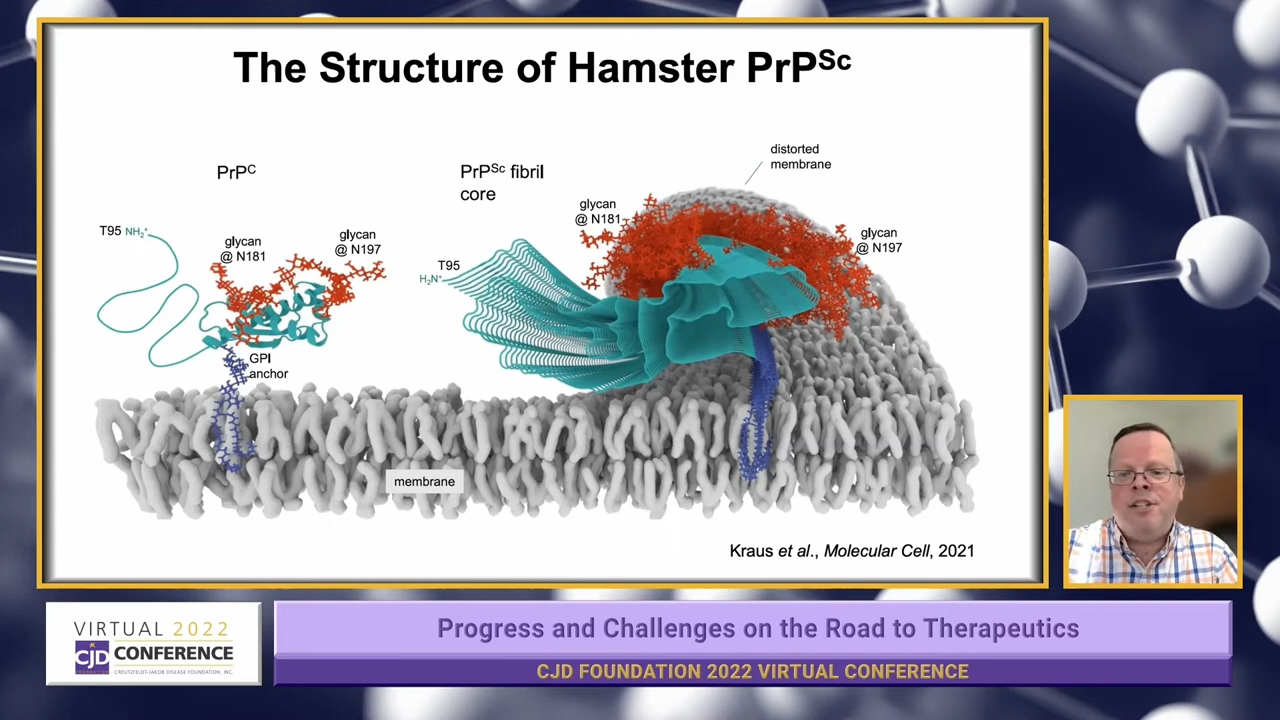 The Structure of Hamster PrPSc
distorted
membrane
PrPC
PrPSc fibril
core
glycan
@ N181
glycan
@ N197
T95 NH2+
glycan
@ N181
glycan
@ N197
T95
H2N+
GPI
anchor
membrane
Kraus et al., Molecular Cell, 2021
VIRTUAL 2022
CJD CONFERENCE
FOUNDATION CREUTZFELDT-JAKOB DISEASE FOUNDATION, INC.
Progress and Challenges on the Road to Therapeutics
CJD FOUNDATION 2022 VIRTUAL CONFERENCE